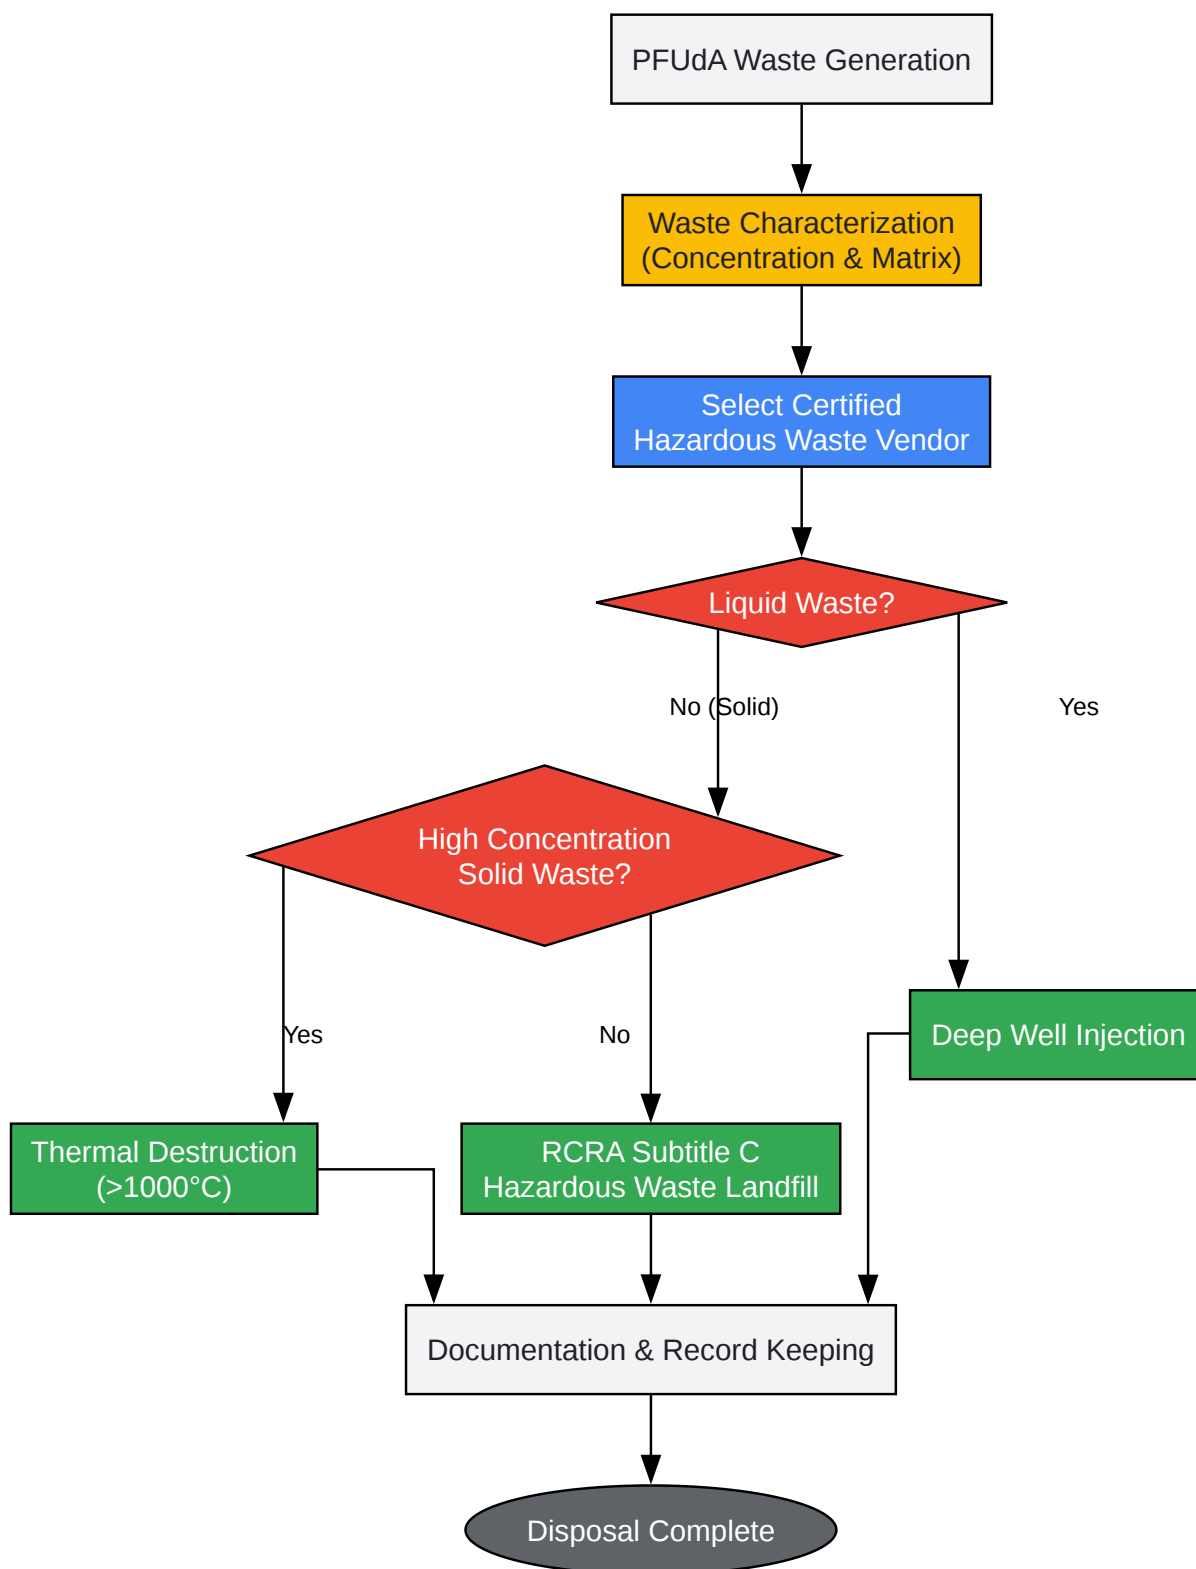 PFUdA Waste Generation
Waste Characterization
(Concentration & Matrix)
Select Certified
Hazardous Waste Vendor
Liquid Waste?
No (Solid)
Yes
High Concentration
Solid Waste?
Yes
No
Deep Well Injection
Thermal Destruction
(>1000°C)
RCRA Subtitle C
Hazardous Waste Landfill
Documentation & Record Keeping
Disposal Complete